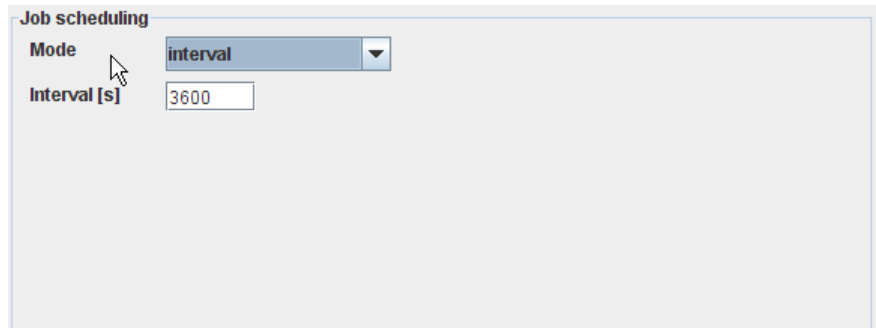 Job scheduling
Mode interval
Interval [s] 3600